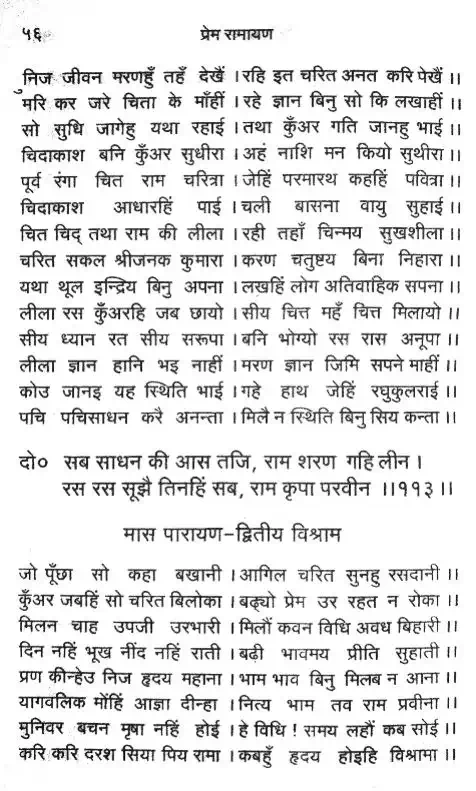 ५६
प्रेम रामायण
निज जीवन मरणहुँ तहँ देखैं । रहि इत चरित अनत करि पेखैं ।।
मरि कर जरे चिता के माँहीं । रहे ज्ञान बिनु सो कि लखाहीं ।।
सो सुधि जागेहु यथा रहाई । तथा कुँअर गति जानहु भाई ।।
चिदाकाश बनि कुँअर सुधीरा । अहं नाशि मन कियो सुथीरा ।।
पूर्व रंगा चित राम चरित्रा । जेहिं परमारथ कहहिं पवित्रा ।।
चिदाकाश आधारहिं पाई । चली बासना वायु सुहाई ।।
चित चिद् तथा राम की लीला । रही तहाँ चिन्मय सुखशीला ।।
चरित सकल श्रीजनक कुमारा । करण चतुष्टय बिना निहारा ।।
यथा थूल इन्द्रिय बिनु अपना । लखहिं लोग अतिवाहिक सपना ।।
लीला रस कुँअरहि जब छायो । सीय चित्त महँ चित्त मिलायो ।।
सीय ध्यान रत सीय सरूपा । बनि भोग्यो रस रास अनूपा ।।
लीला ज्ञान हानि भइ नाहीं । मरण ज्ञान जिमि सपने माहीं ।।
कोउ जानइ यह स्थिति भाई । गहे हाथ जेहिं रघुकुलराई ।।
पचि पचिसाधन करै अनन्ता । मिलै न स्थिति बिनु सिय कन्ता ।।
दो० सब साधन की आस तजि, राम शरण गहि लीन ।
रस रस सूझै तिनहिं सब, राम कृपा परवीन ।।११३।।
मास पारायण-द्वितीय विश्राम
जो पूँछा सो कहा बखानी । आगिल चरित सुनहु रसदानी ।।
कुँअर जबहिं सो चरित बिलोका । बढ़्यो प्रेम उर रहत न रोका ।।
मिलन चाह उपजी उरभारी । मिलौं कवन विधि अवध बिहारी ।।
दिन नहिं भूख नींद नहिं राती । बढ़ी भावमय प्रीति सुहाती ।।
प्रण कीन्हेउ निज हृदय महाना । भाम भाव बिनु मिलब न आना ।।
यागवलिक मोंहिं आज्ञा दीन्हा । नित्य भाम तव राम प्रवीना ।।
मुनिवर बचन मृषा नहिं होई । हे विधि ! समय लहौं कब सोई ।।
करि करि दरश सिया पिय रामा । कबहुँ हृदय होइहि विश्रामा ।।